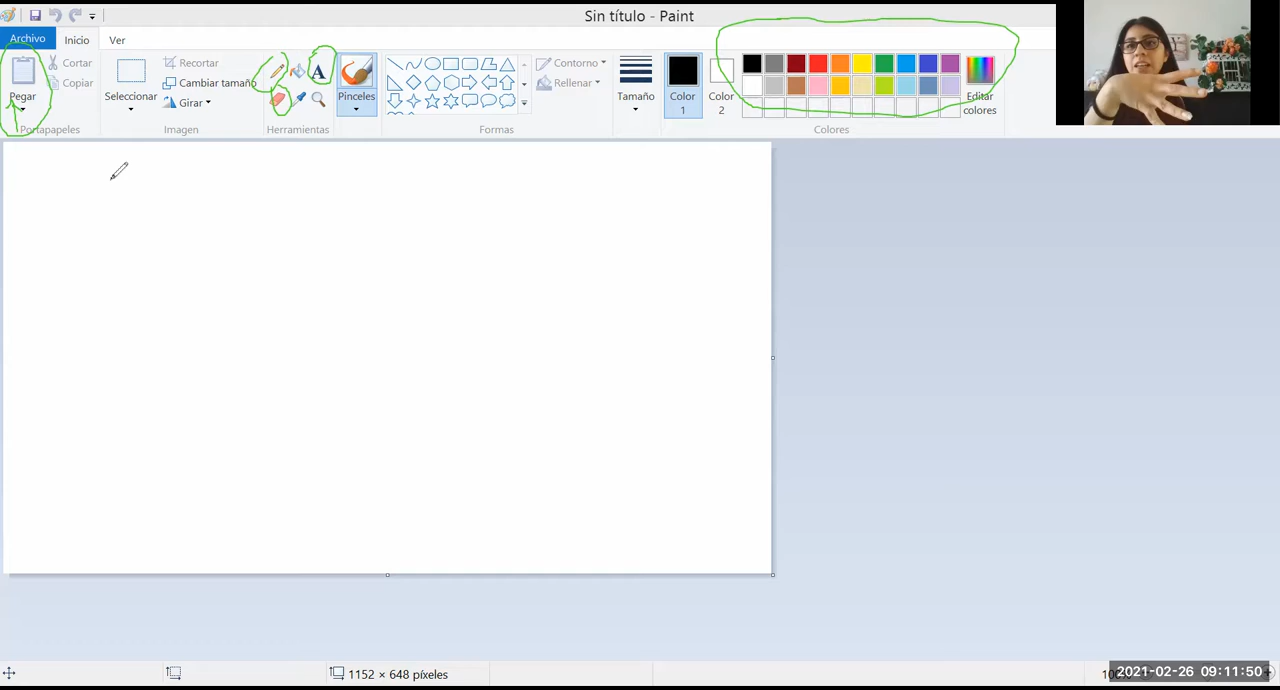 Sin título - Paint
Archivo
Inicio
Ver
Pegar
Cortar
Copiar
Portapapeles
Seleccionar
Recortar
Cambiar tamaño
Girar
Imagen
A
Herramientas
Pinceles
Contorno
Rellenar
Formas
Tamaño
Color
1
Color
2
Editar
colores
Colores
1152 × 648 píxeles
2021-02-26 09:11:50